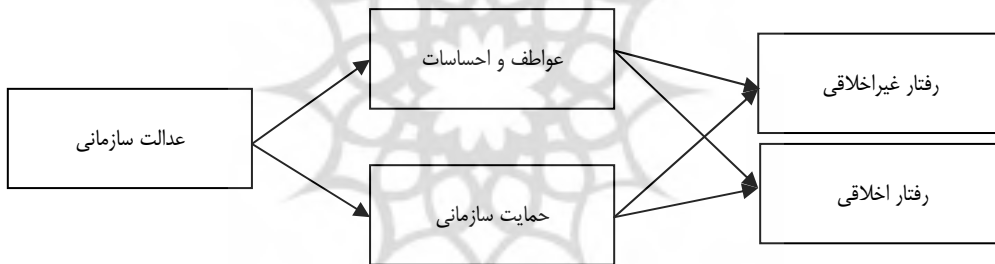 عواطف و احساسات
رفتار غیراخلاقی
عدالت سازمانی
حمایت سازمانی
رفتار اخلاقی